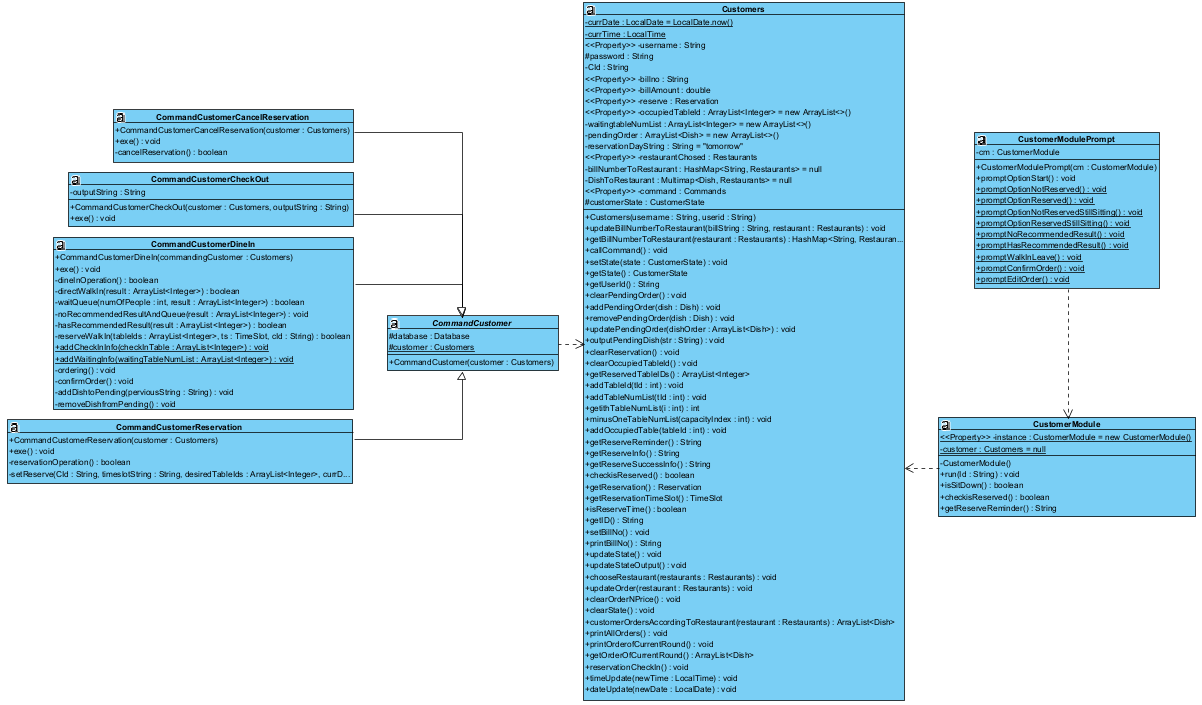 CommandCustomerCancelReservation
+CommandCustomerCancelReservation(customer : Customers)
+exe() : void
-cancelReservation() : boolean
CommandCustomerCheckOut
-outputString : String
+CommandCustomerCheckOut(customer : Customers, outputString : String)
+exe() : void
CommandCustomerDineIn
+CommandCustomerDineIn(commandingCustomer : Customers)
+exe() : void
-dineInOperation() : boolean
-directWalkIn(result : ArrayList<Integer>) : boolean
-waitQueue(numOfPeople : int, result : ArrayList<Integer>) : boolean
-noRecommendedResultAndQueue(result : ArrayList<Integer>) : void
-hasRecommendedResult(result : ArrayList<Integer>) : boolean
-reserveWalkIn(tableIds : ArrayList<Integer>, ts : TimeSlot, cId : String) : boolean
+addCheckInInfo(checkInTable : ArrayList<Integer>) : void
+addWaitingInfo(waitingTableNumList : ArrayList<Integer>) : void
-ordering() : void
-confirmOrder() : void
-addDishtoPending(perviousString : String) : void
-removeDishfromPending() : void
CommandCustomerReservation
+CommandCustomerReservation(customer : Customers)
+exe() : void
-reservationOperation() : boolean
-setReserve(CId : String, timeslotString : String, desiredTableIds : ArrayList<Integer>, currD...
CommandCustomer
#database : Database
#customer : Customers
+CommandCustomer(customer : Customers)
Customers
-currDate : LocalDate = LocalDate.now()
-currTime : LocalTime
<<Property>> -username : String
#password : String
-CId : String
<<Property>> -billno : String
<<Property>> -billAmount : double
<<Property>> -reserve : Reservation
<<Property>> -occupiedTableId : ArrayList<Integer> = new ArrayList<>()
-waitingtableNumList : ArrayList<Integer> = new ArrayList<>()
-pendingOrder : ArrayList<Dish> = new ArrayList<>()
-reservationDayString : String = "tomorrow"
<<Property>> -restaurantChosed : Restaurants
-billNumberToRestaurant : HashMap<String, Restaurants> = null
-DishToRestaurant : Multimap<Dish, Restaurants> = null
<<Property>> -command : Commands
#customerState : CustomerState
+Customers(username : String, userid : String)
+updateBillNumberToRestaurant(billString : String, restaurant : Restaurants) : void
+getBillNumberToRestaurant(restaurant : Restaurants) : HashMap<String, Restauran...
+callCommand() : void
+setState(state : CustomerState) : void
+getState() : CustomerState
+getUserId() : String
+clearPendingOrder() : void
+addPendingOrder(dish : Dish) : void
+removePendingOrder(dish : Dish) : void
+updatePendingOrder(dishOrder : ArrayList<Dish>) : void
+outputPendingDish(str : String) : void
+clearReservation() : void
+clearOccupiedTableId() : void
+getReservedTableIDs() : ArrayList<Integer>
+addTableId(tId : int) : void
+addTableNumList(tId : int) : void
+getithTableNumList(i : int) : int
+minusOneTableNumList(capacityIndex : int) : void
+addOccupiedTable(tableId : int) : void
+getReserveReminder() : String
+getReserveInfo() : String
+getReserveSuccessInfo() : String
+checkisReserved() : boolean
+getReservation() : Reservation
+getReservationTimeSlot() : TimeSlot
+isReserveTime() : boolean
+getID() : String
+setBillNo() : void
+printBillNo() : String
+updateState() : void
+updateStateOutput() : void
+chooseRestaurant(restaurants : Restaurants) : void
+updateOrder(restaurant : Restaurants) : void
+clearOrderNPrice() : void
+clearState() : void
+customerOrdersAccordingToRestaurant(restaurant : Restaurants) : ArrayList<Dish>
+printAllOrders() : void
+printOrderofCurrentRound() : void
+getOrderOfCurrentRound() : ArrayList<Dish>
+reservationCheckIn() : void
+timeUpdate(newTime : LocalTime) : void
+dateUpdate(newDate : LocalDate) : void
CustomerModulePrompt
-cm : CustomerModule
+CustomerModulePrompt(cm : CustomerModule)
+promptOptionStart() : void
+promptOptionNotReserved() : void
+promptOptionReserved() : void
+promptOptionNotReservedStillSitting() : void
+promptOptionReservedStillSitting() : void
+promptNoRecommendedResult() : void
+promptHasRecommendedResult() : void
+promptWalkInLeave() : void
+promptConfirmOrder() : void
+promptEditOrder() : void
CustomerModule
<<Property>> -instance : CustomerModule = new CustomerModule()
-customer : Customers = null
-CustomerModule()
+run(Id : String) : void
+isSitDown() : boolean
+checkisReserved() : boolean
+getReserveReminder() : String